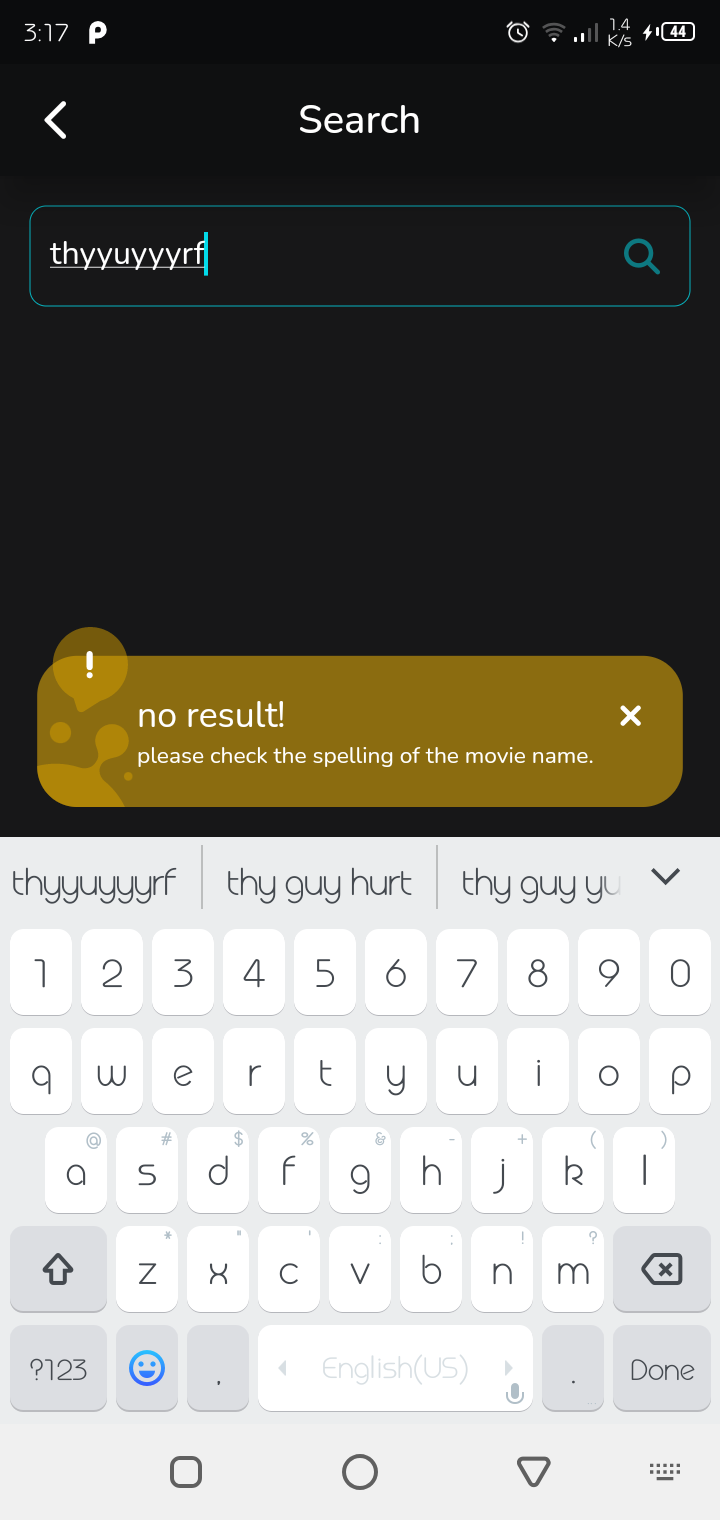 3:17
1.4
K/s
44
Search
thyyuyyyrf
!
no result!
please check the spelling of the movie name.
thyyuyyyrf thy guy hurt thy guy yu
1 2 3 4 5 6 7 8 9 0
q w e r t y u i o p
@ # $ % & - + ( )
a s d f g h j k l
* " ' : ; ! ?
z x c v b n m
?123 , English(US) . Done